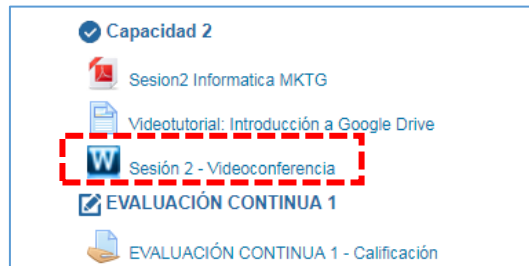 Capacidad 2
Sesion2 Informatica MKTG
Videotutorial: Introducción a Google Drive
W Sesión 2 - Videoconferencia
EVALUACIÓN CONTINUA 1
EVALUACIÓN CONTINUA 1 - Calificación